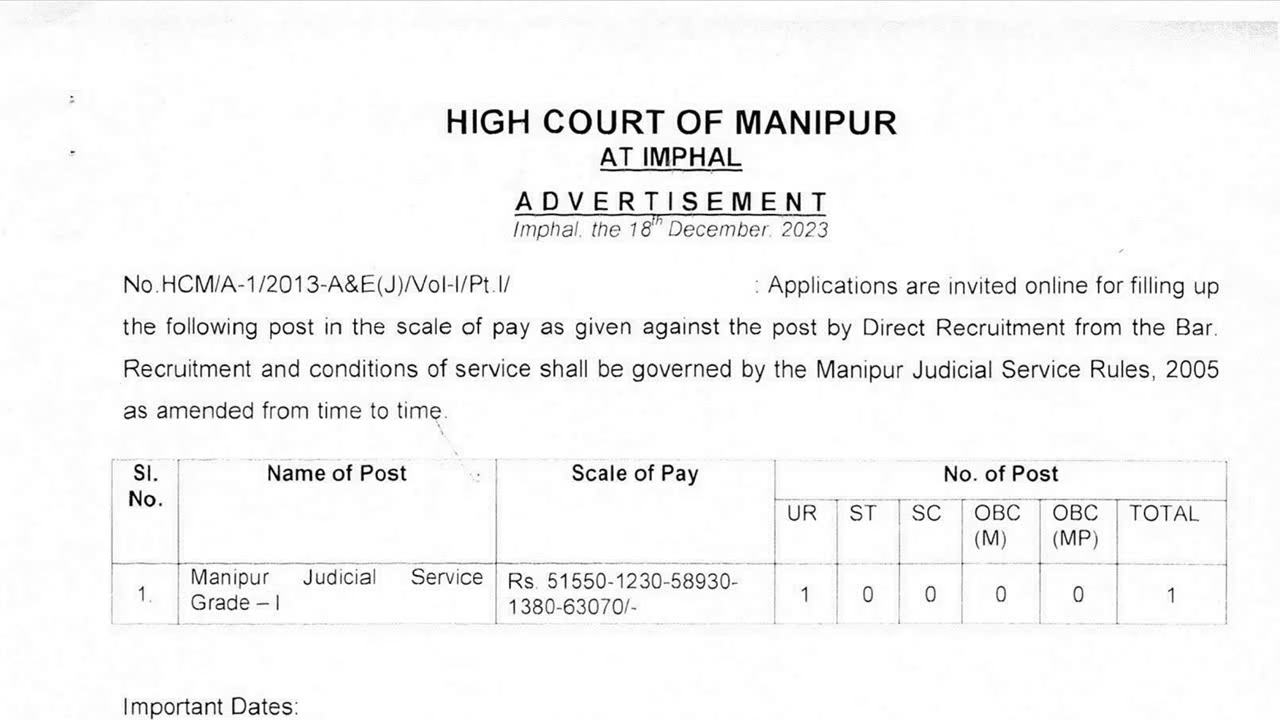 HIGH COURT OF MANIPUR
AT IMPHAL
ADVERTISEMENT
Imphal, the 18th December, 2023
No.HCM/A-1/2013-A&E(J)/Vol-I/Pt.I/ : Applications are invited online for filling up
the following post in the scale of pay as given against the post by Direct Recruitment from the Bar.
Recruitment and conditions of service shall be governed by the Manipur Judicial Service Rules, 2005
as amended from time to time.
Sl. No. Name of Post Scale of Pay No. of Post
UR ST SC OBC (M) OBC (MP) TOTAL
1. Manipur Judicial Service Grade – I Rs. 51550-1230-58930-1380-63070/- 1 0 0 0 0 1
Important Dates: